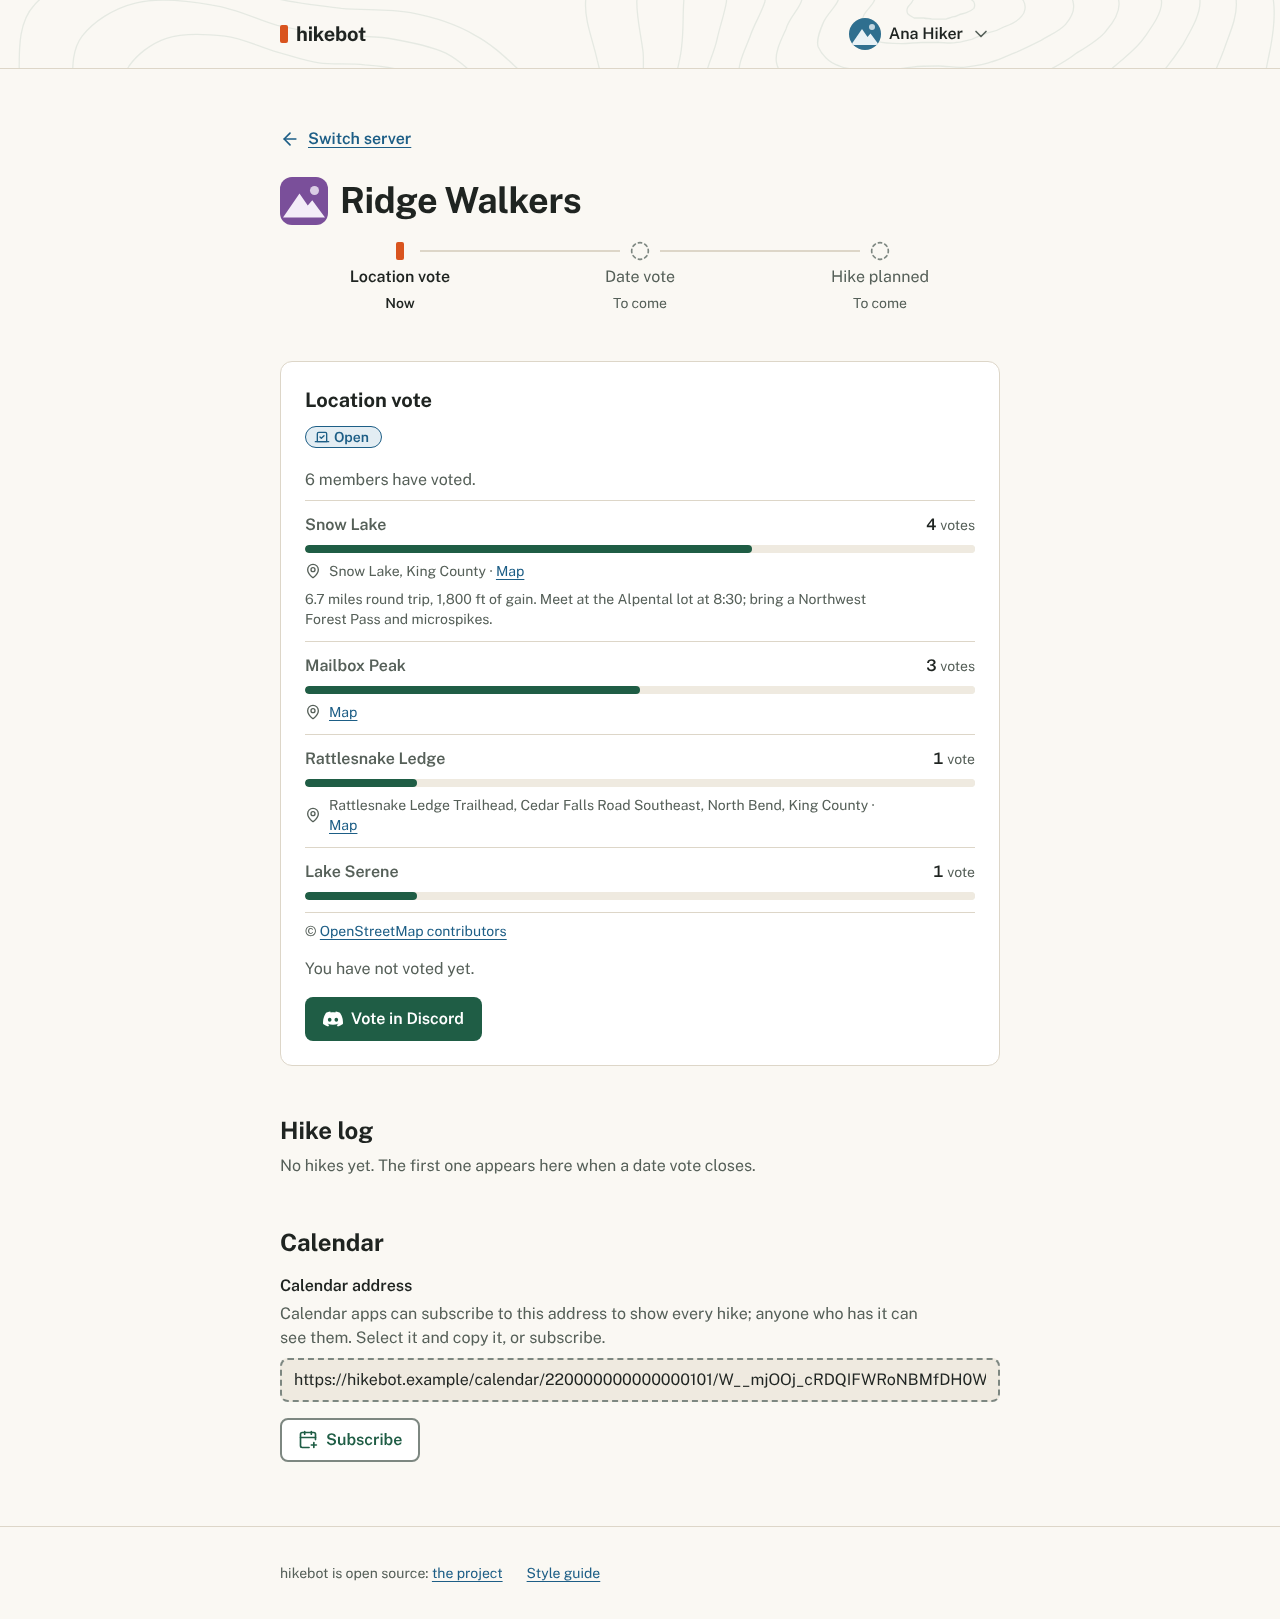 hikebot
Ana Hiker
Switch server
Ridge Walkers
Location vote
Now
Date vote
To come
Hike planned
To come
Location vote
Open
6 members have voted.
Snow Lake
4 votes
Snow Lake, King County · Map
6.7 miles round trip, 1,800 ft of gain. Meet at the Alpental lot at 8:30; bring a Northwest
Forest Pass and microspikes.
Mailbox Peak
3 votes
Map
Rattlesnake Ledge
1 vote
Rattlesnake Ledge Trailhead, Cedar Falls Road Southeast, North Bend, King County ·
Map
Lake Serene
1 vote
© OpenStreetMap contributors
You have not voted yet.
Vote in Discord
Hike log
No hikes yet. The first one appears here when a date vote closes.
Calendar
Calendar address
Calendar apps can subscribe to this address to show every hike; anyone who has it can
see them. Select it and copy it, or subscribe.
https://hikebot.example/calendar/220000000000000101/W__mjOOj_cRDQIFWRoNBMfDH0W
Subscribe
hikebot is open source: the project
Style guide